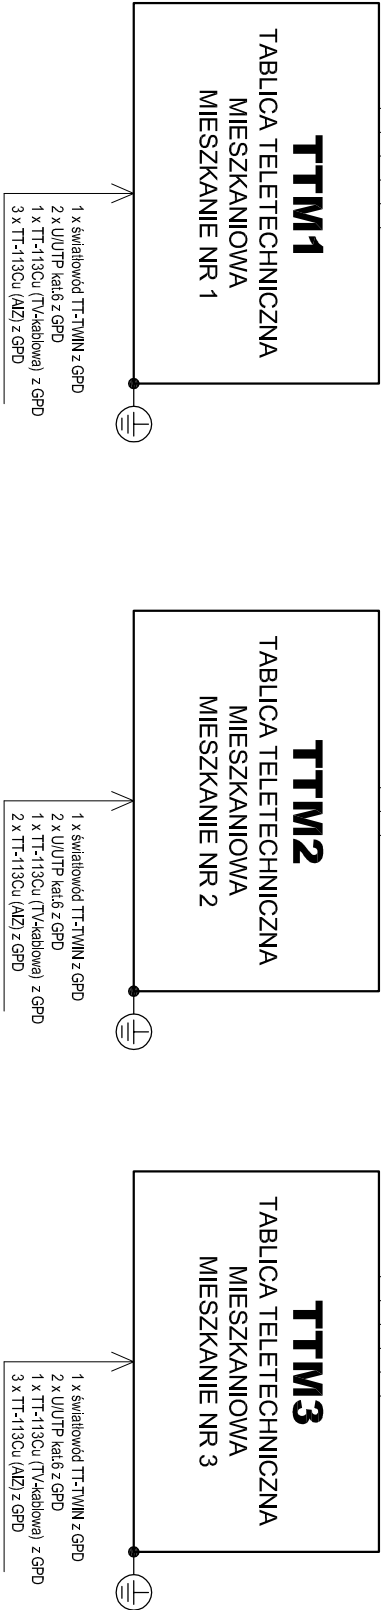 TTM1
TABLICA TELETECHNICZNA
MIESZKANIOWA
MIESZKANIE NR 1
1 x światłowód TT-TWIN z GPD
2 x U/UTP kat.6 z GPD
1 x TT-113Cu (TV-kablowa) z GPD
3 x TT-113Cu (AIZ) z GPD
TTM2
TABLICA TELETECHNICZNA
MIESZKANIOWA
MIESZKANIE NR 2
1 x światłowód TT-TWIN z GPD
2 x U/UTP kat.6 z GPD
1 x TT-113Cu (TV-kablowa) z GPD
2 x TT-113Cu (AIZ) z GPD
TTM3
TABLICA TELETECHNICZNA
MIESZKANIOWA
MIESZKANIE NR 3
1 x światłowód TT-TWIN z GPD
2 x U/UTP kat.6 z GPD
1 x TT-113Cu (TV-kablowa) z GPD
3 x TT-113Cu (AIZ) z GPD